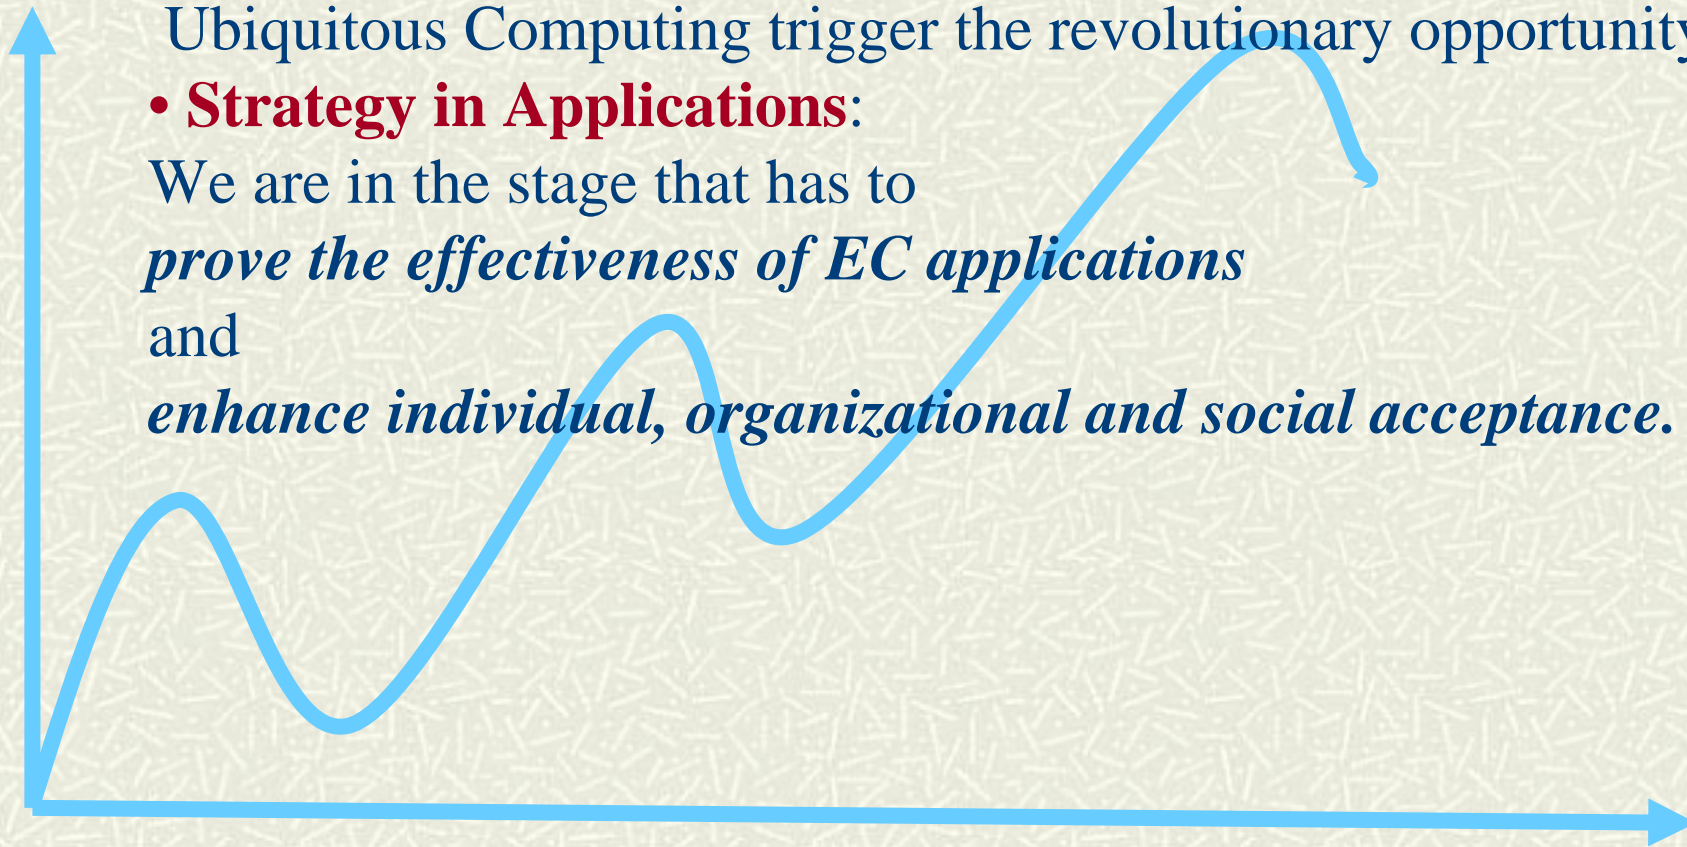 Ubiquitous Computing trigger the revolutionary opportunity
• Strategy in Applications:
We are in the stage that has to
prove the effectiveness of EC applications
and
enhance individual, organizational and social acceptance.